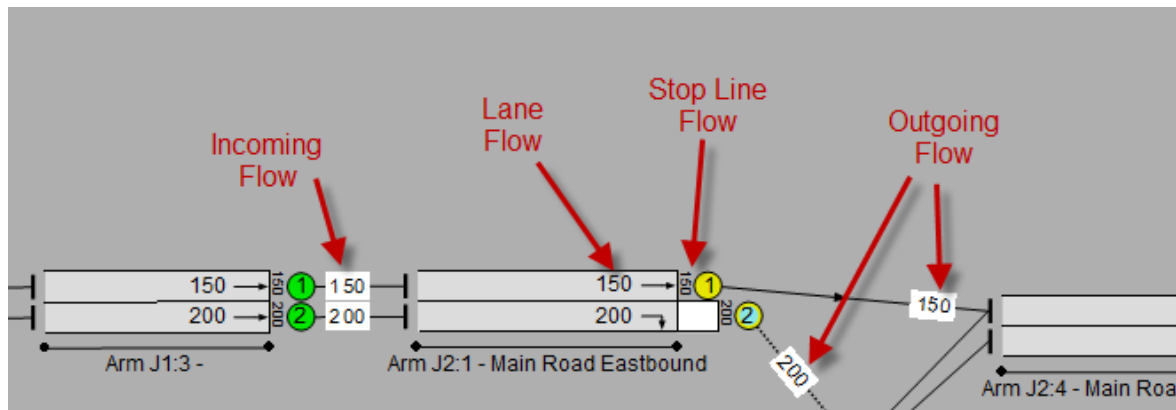 Incoming
Flow
Lane
Flow
Stop Line
Flow
Outgoing
Flow
150 150 1 150 150 150 1 150
200 200 2 200 200 200 2
200
Arm J1:3 -
Arm J2:1 - Main Road Eastbound
Arm J2:4 - Main Roa